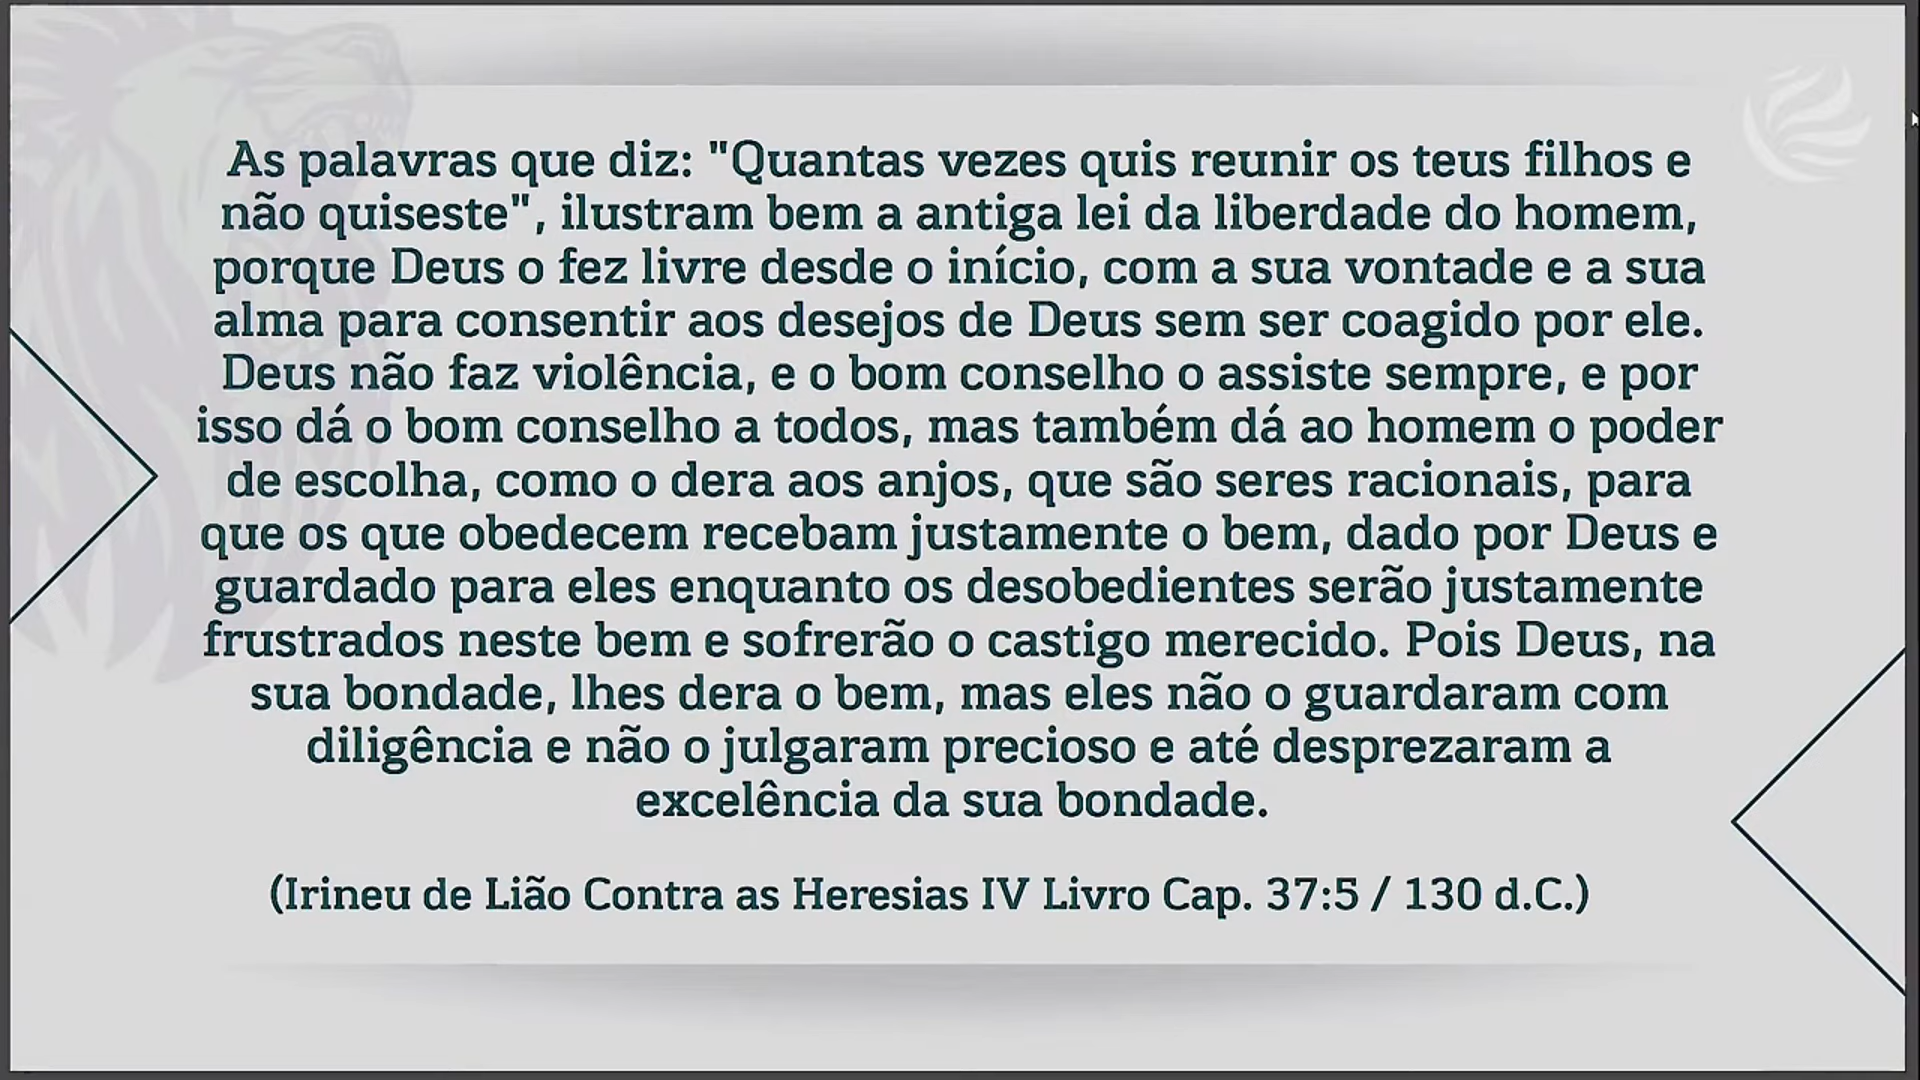 As palavras que diz: "Quantas vezes quis reunir os teus filhos e
não quiseste", ilustram bem a antiga lei da liberdade do homem,
porque Deus o fez livre desde o início, com a sua vontade e a sua
alma para consentir aos desejos de Deus sem ser coagido por ele.
Deus não faz violência, e o bom conselho o assiste sempre, e por
isso dá o bom conselho a todos, mas também dá ao homem o poder
de escolha, como o dera aos anjos, que são seres racionais, para
que os que obedecem recebam justamente o bem, dado por Deus e
guardado para eles enquanto os desobedientes serão justamente
frustrados neste bem e sofrerão o castigo merecido. Pois Deus, na
sua bondade, lhes dera o bem, mas eles não o guardaram com
diligência e não o julgaram precioso e até desprezaram a
excelência da sua bondade.
(Irineu de Lião Contra as Heresias IV Livro Cap. 37:5 / 130 d.C.)